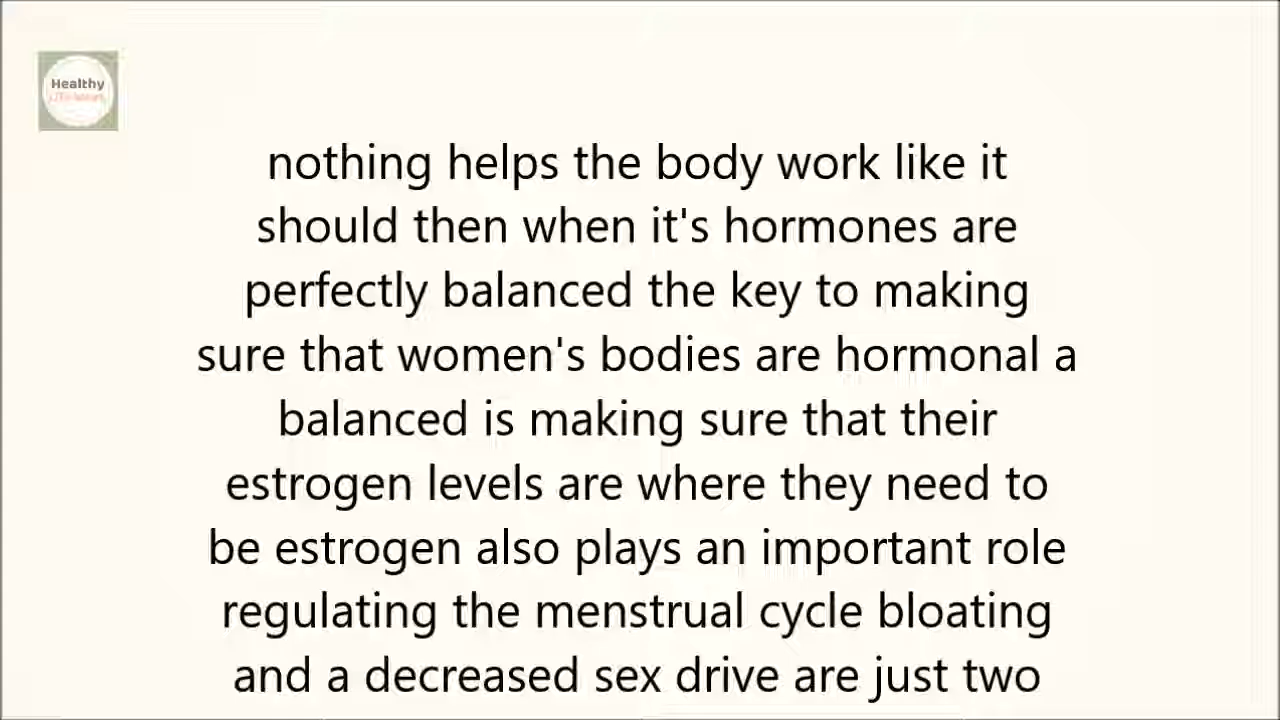 Healthy
nothing helps the body work like it
should then when it's hormones are
perfectly balanced the key to making
sure that women's bodies are hormonal a
balanced is making sure that their
estrogen levels are where they need to
be estrogen also plays an important role
regulating the menstrual cycle bloating
and a decreased sex drive are just two